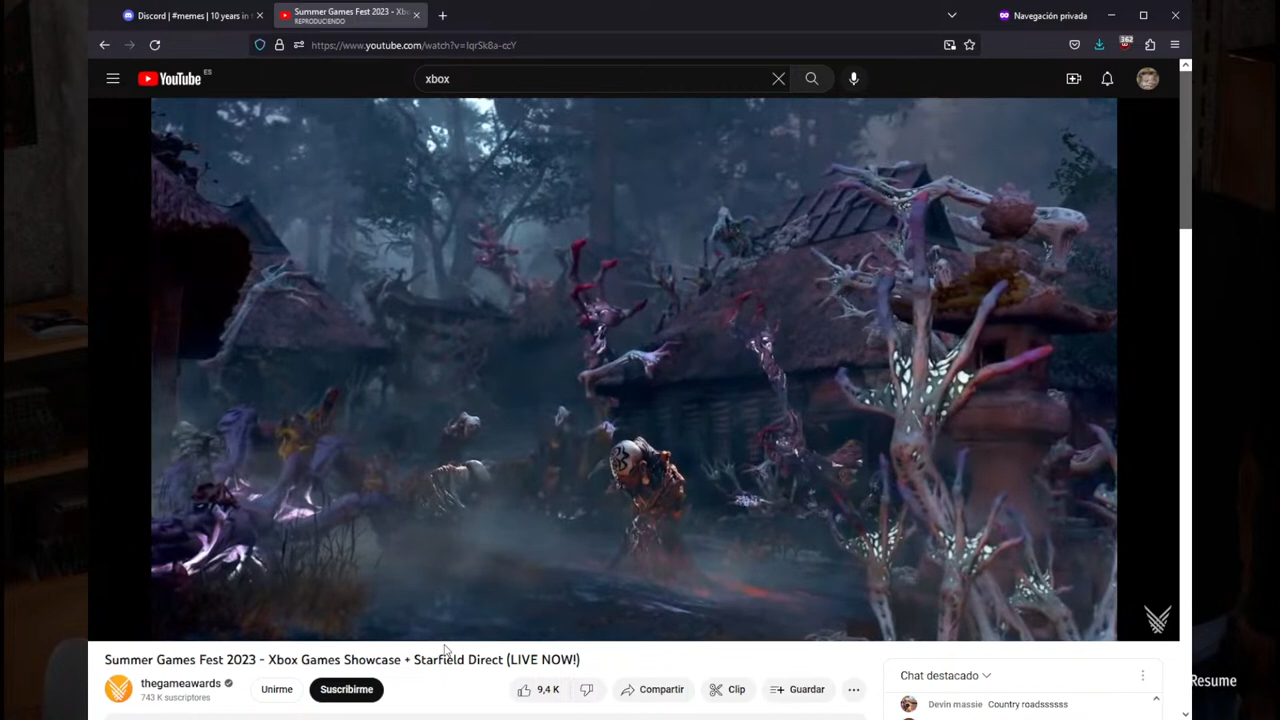 Discord | #memes | 10 years in t
Summer Games Fest 2023 - Xbo
REPRODUCIENDO
Navegación privada
https://www.youtube.com/watch?v=IqrSk8a-ccY
362
YouTube ES
xbox
Summer Games Fest 2023 - Xbox Games Showcase + Starfield Direct (LIVE NOW!)
thegameawards
743 K suscriptores
Unirme
Suscribirme
9,4 K
Compartir
Clip
Guardar
Chat destacado
Devin massie Country roadssssss
Resume